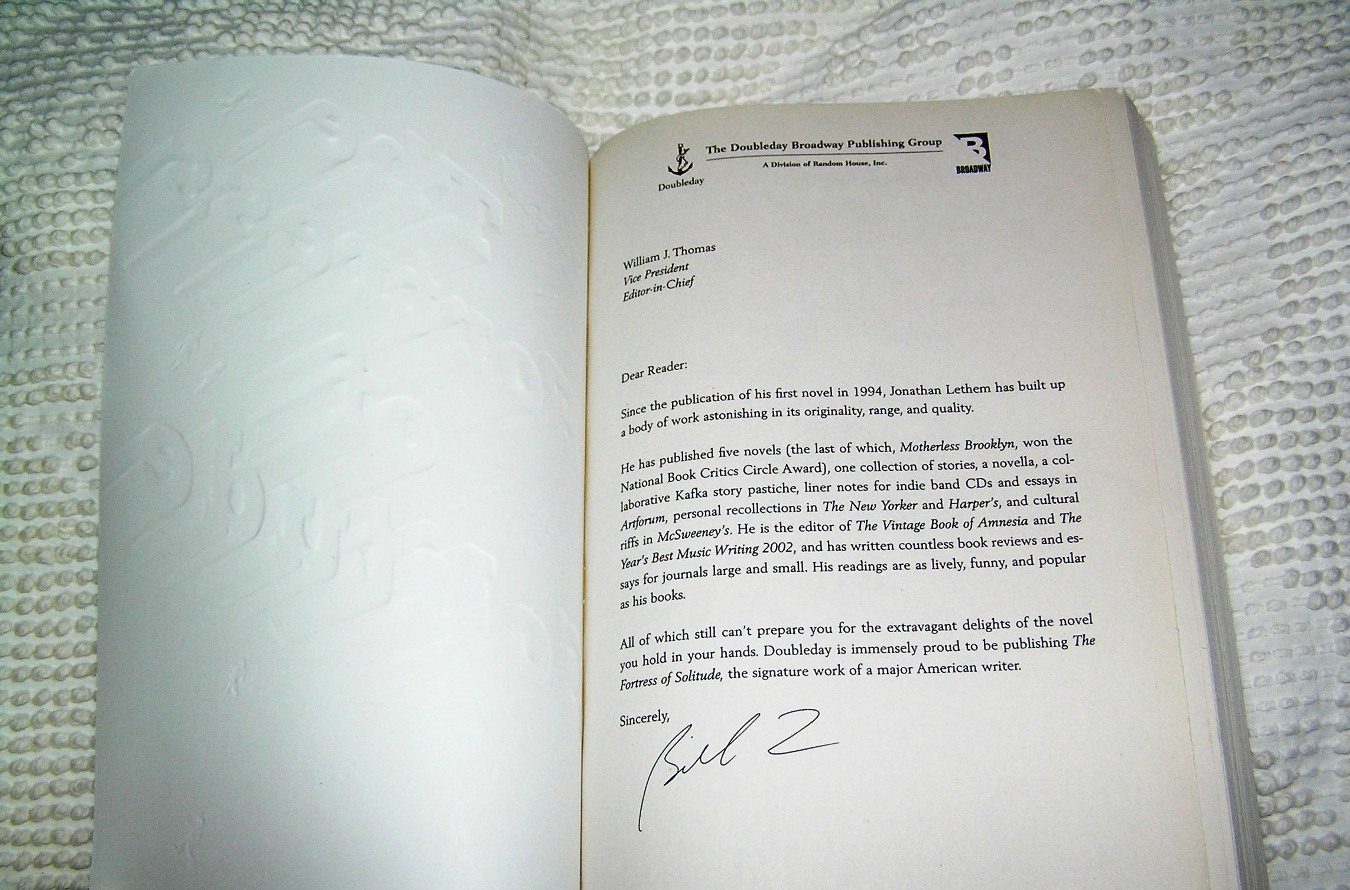 The Doubleday Broadway Publishing Group
A Division of Random House, Inc.
Doubleday
BROADWAY
William J. Thomas
Vice President
Editor-in-Chief
Dear Reader:
Since the publication of his first novel in 1994, Jonathan Lethem has built up
a body of work astonishing in its originality, range, and quality.
He has published five novels (the last of which, Motherless Brooklyn, won the
National Book Critics Circle Award), one collection of stories, a novella, a col-
laborative Kafka story pastiche, liner notes for indie band CDs and essays in
Artforum, personal recollections in The New Yorker and Harper's, and cultural
riffs in McSweeney's. He is the editor of The Vintage Book of Amnesia and The
Year's Best Music Writing 2002, and has written countless book reviews and es-
says for journals large and small. His readings are as lively, funny, and popular
as his books.
All of which still can't prepare you for the extravagant delights of the novel
you hold in your hands. Doubleday is immensely proud to be publishing The
Fortress of Solitude, the signature work of a major American writer.
Sincerely,
Bill